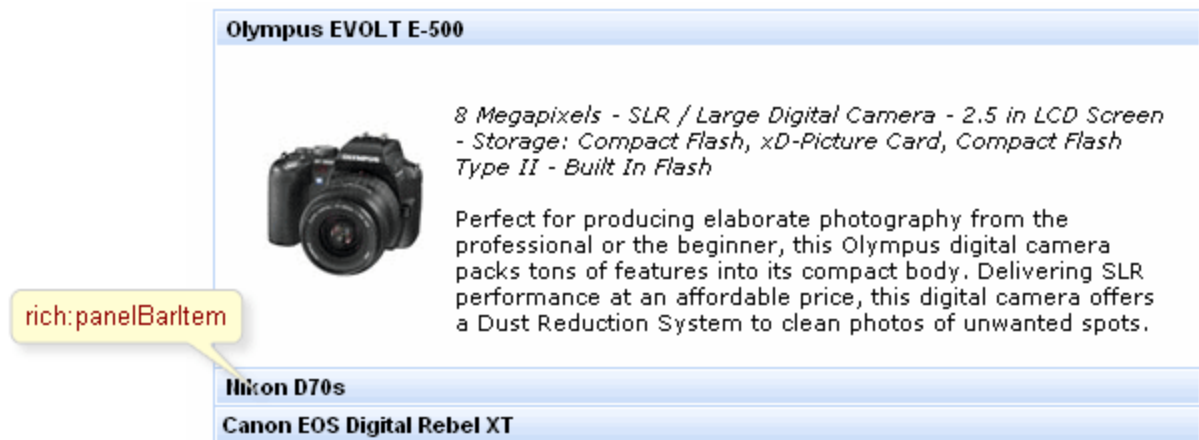 Olympus EVOLT E-500
8 Megapixels - SLR / Large Digital Camera - 2.5 in LCD Screen
- Storage: Compact Flash, xD-Picture Card, Compact Flash
Type II - Built In Flash
Perfect for producing elaborate photography from the
professional or the beginner, this Olympus digital camera
packs tons of features into its compact body. Delivering SLR
performance at an affordable price, this digital camera offers
a Dust Reduction System to clean photos of unwanted spots.
rich:panelBarItem
Nikon D70s
Canon EOS Digital Rebel XT